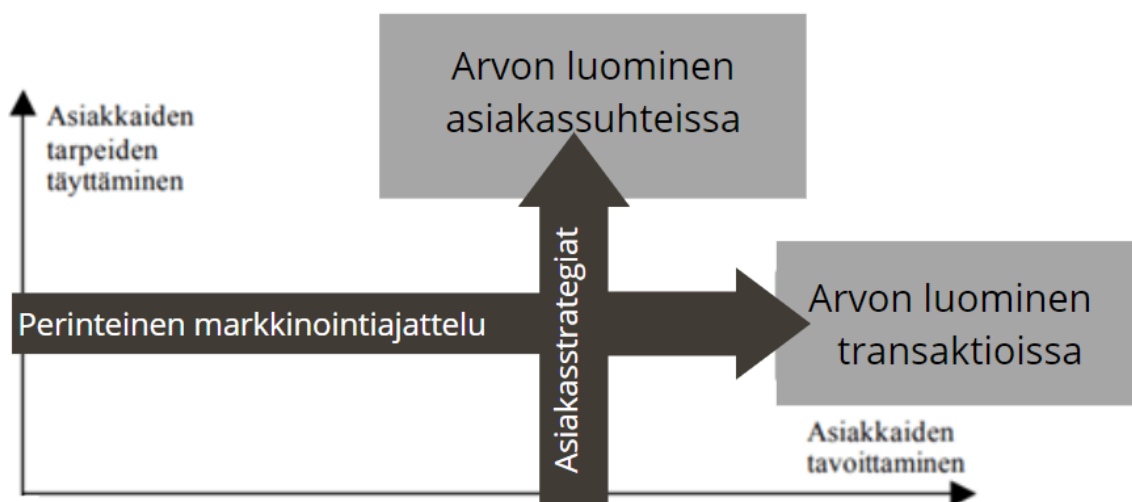 Arvon luominen
asiakassuhteissa
Asiakkaiden
tarpeiden
täyttäminen
Perinteinen markkinointiajattelu
Asiakasstrategiat
Arvon luominen
transaktioissa
Asiakkaiden
tavoittaminen